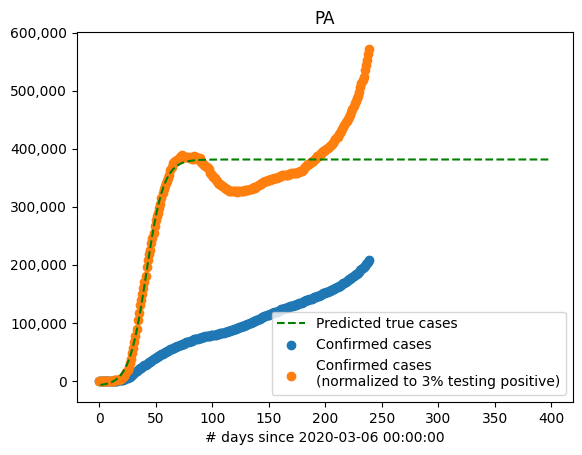 PA
600,000
500,000
400,000
300,000
200,000
100,000
0
Predicted true cases
Confirmed cases
Confirmed cases
(normalized to 3% testing positive)
0 50 100 150 200 250 300 350 400
# days since 2020-03-06 00:00:00